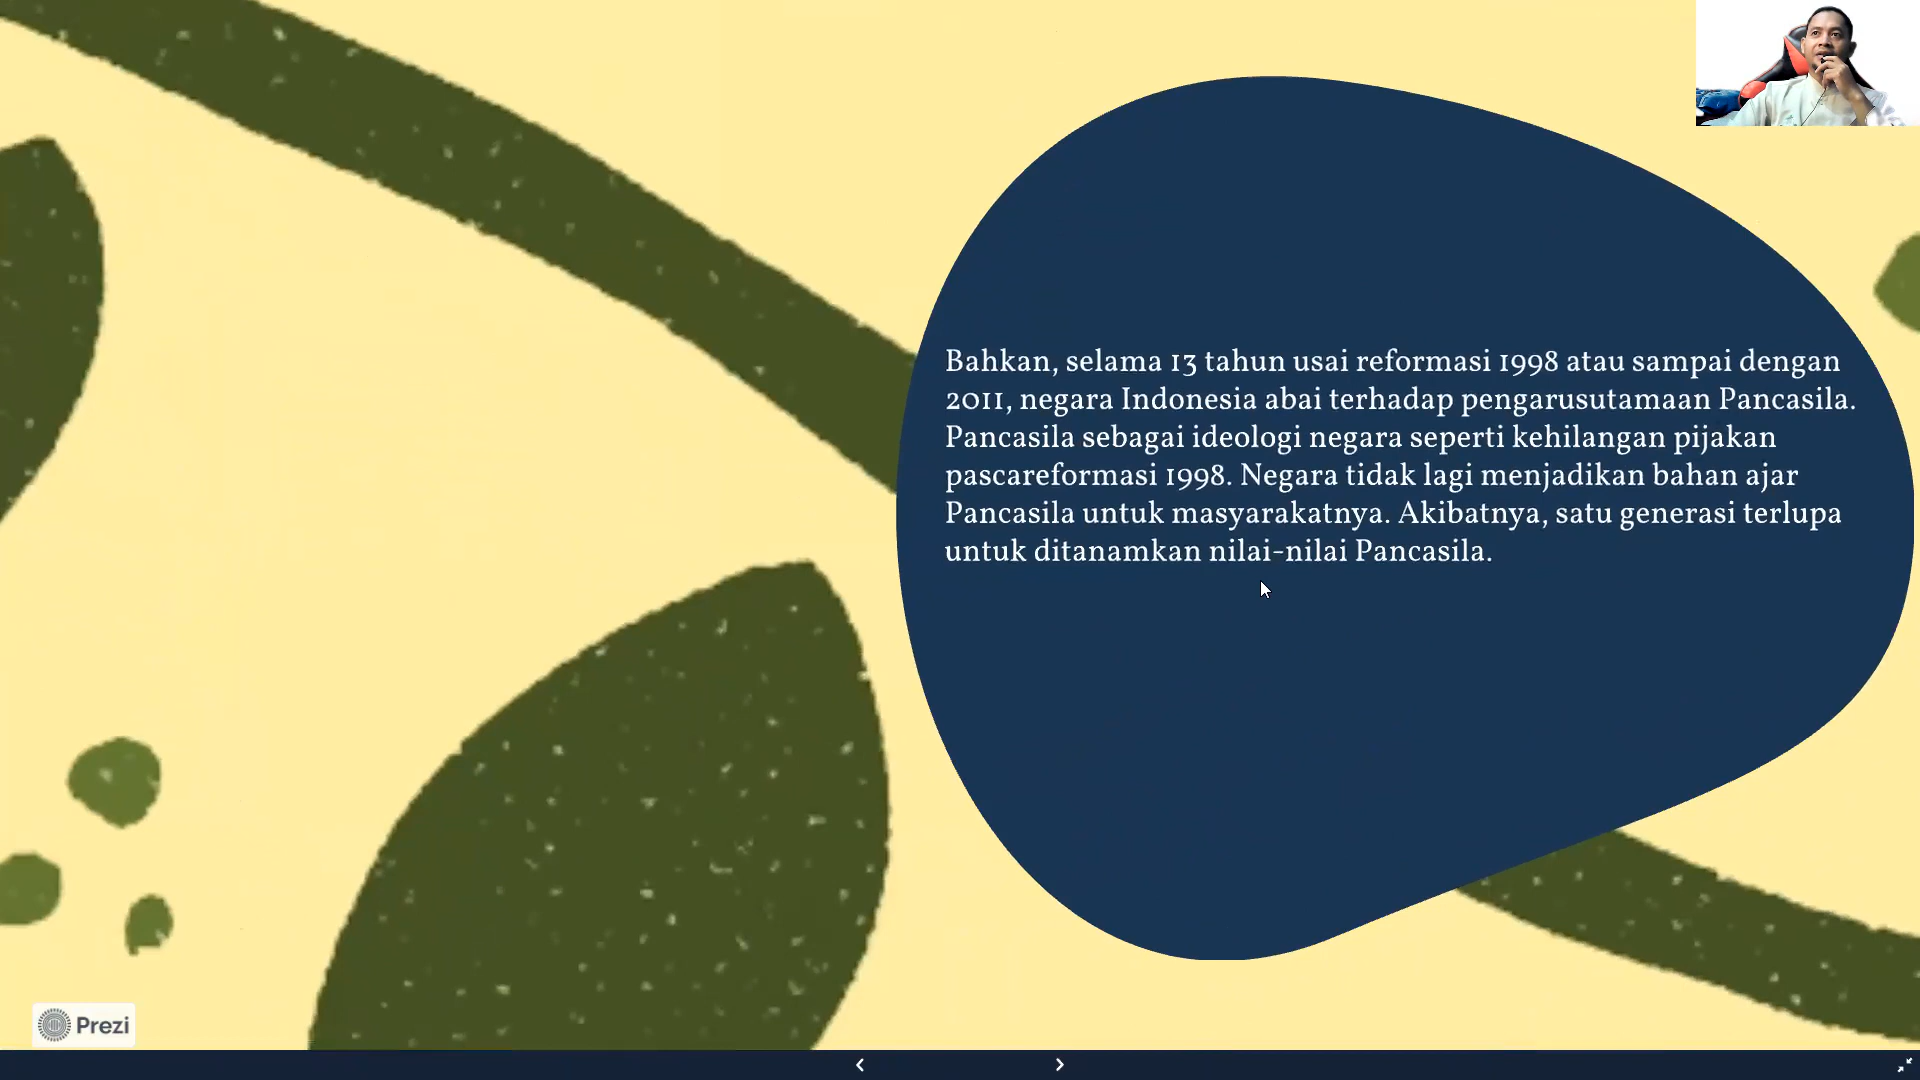 Bahkan, selama 13 tahun usai reformasi 1998 atau sampai dengan
2011, negara Indonesia abai terhadap pengarusutamaan Pancasila.
Pancasila sebagai ideologi negara seperti kehilangan pijakan
pascareformasi 1998. Negara tidak lagi menjadikan bahan ajar
Pancasila untuk masyarakatnya. Akibatnya, satu generasi terlupa
untuk ditanamkan nilai-nilai Pancasila.
Prezi